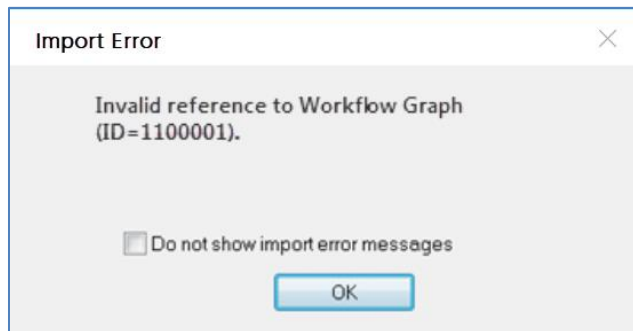 Import Error
Invalid reference to Workflow Graph
(ID=1100001).
Do not show import error messages
OK